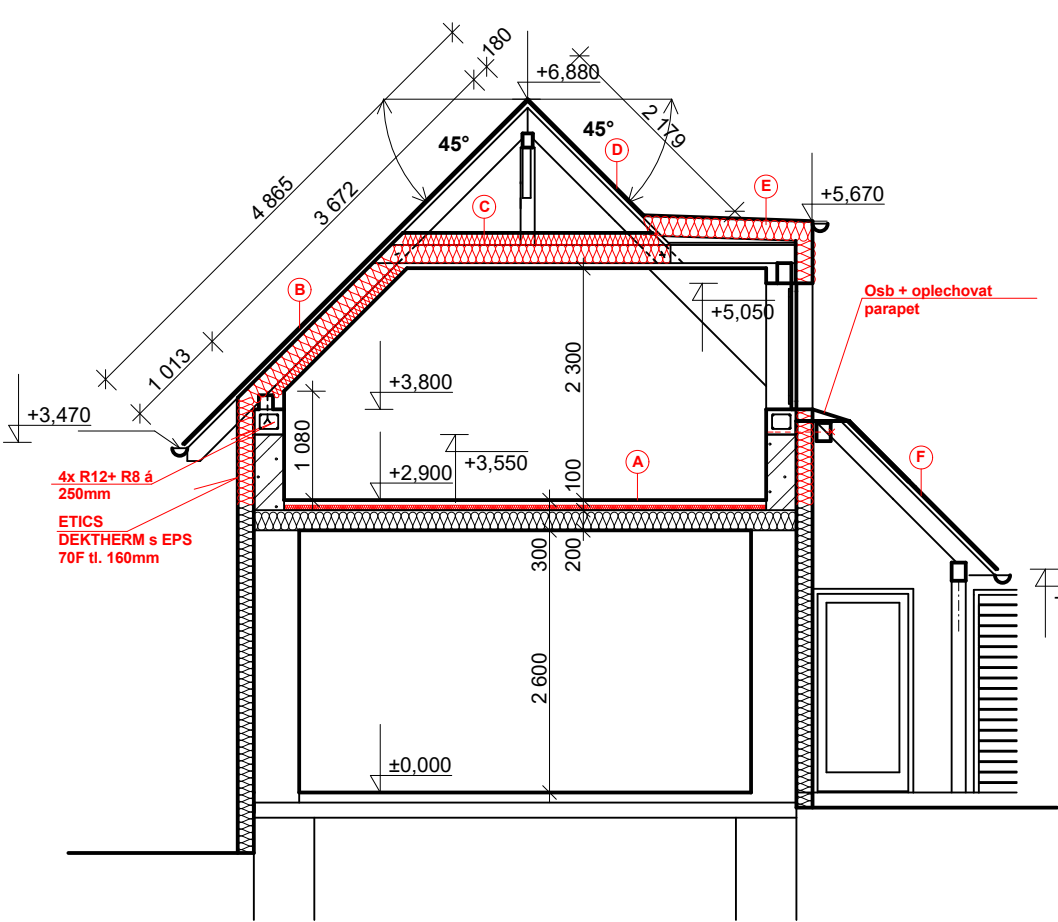 180
+6,880
4 865
3 672
45°
45°
2 179
D
E
+5,670
C
B
Osb + oplechovat
parapet
+5,050
1 013
+3,470
+3,800
2 300
1 080
+3,550
4x R12+ R8 á
250mm
+2,900
100
A
F
ETICS
DEKTHERM s EPS
70F tl. 160mm
300
200
2 600
±0,000